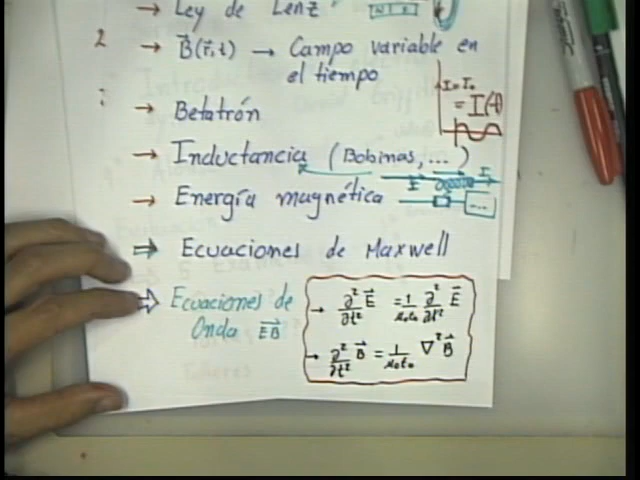 → Ley de Lenz
2 → B⃗(r⃗,t) → Campo variable en
el tiempo
→ Betatrón
I=I₀
= I(t)
→ Inductancia (Bobinas, ...)
I I
→ Energía magnética
...
⇒ Ecuaciones de Maxwell
⇒ Ecuaciones de
Onda E⃗B⃗
→ ∂²/∂t² E⃗ = 1/μ₀ε₀ ∂²/∂t² E⃗
→ ∂²/∂t² B⃗ = 1/μ₀ε₀ ∇² B⃗